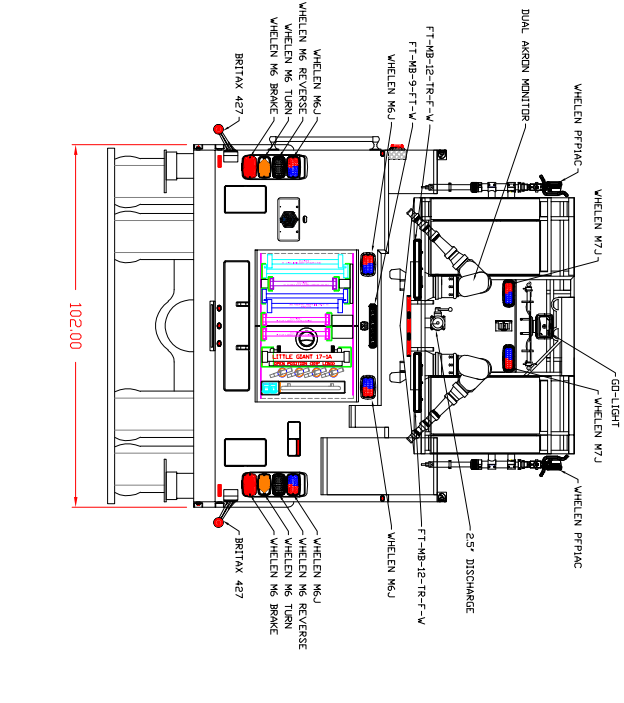 WHELEN PFP1AC
DUAL AKRON MONITOR
FT-MB-12-TR-F-W
FT-MB-9-FT-W
WHELEN M6J
WHELEN M6J
WHELEN M6 REVERSE
WHELEN M6 TURN
WHELEN M6 BRAKE
BRITAX 427
WHELEN M7J
GO-LIGHT
WHELEN M7J
WHELEN PFP1AC
2.5" DISCHARGE
FT-MB-12-TR-F-W
WHELEN M6J
WHELEN M6J
WHELEN M6 REVERSE
WHELEN M6 TURN
WHELEN M6 BRAKE
BRITAX 427
102.00
LITTLE GIANT 17-1A